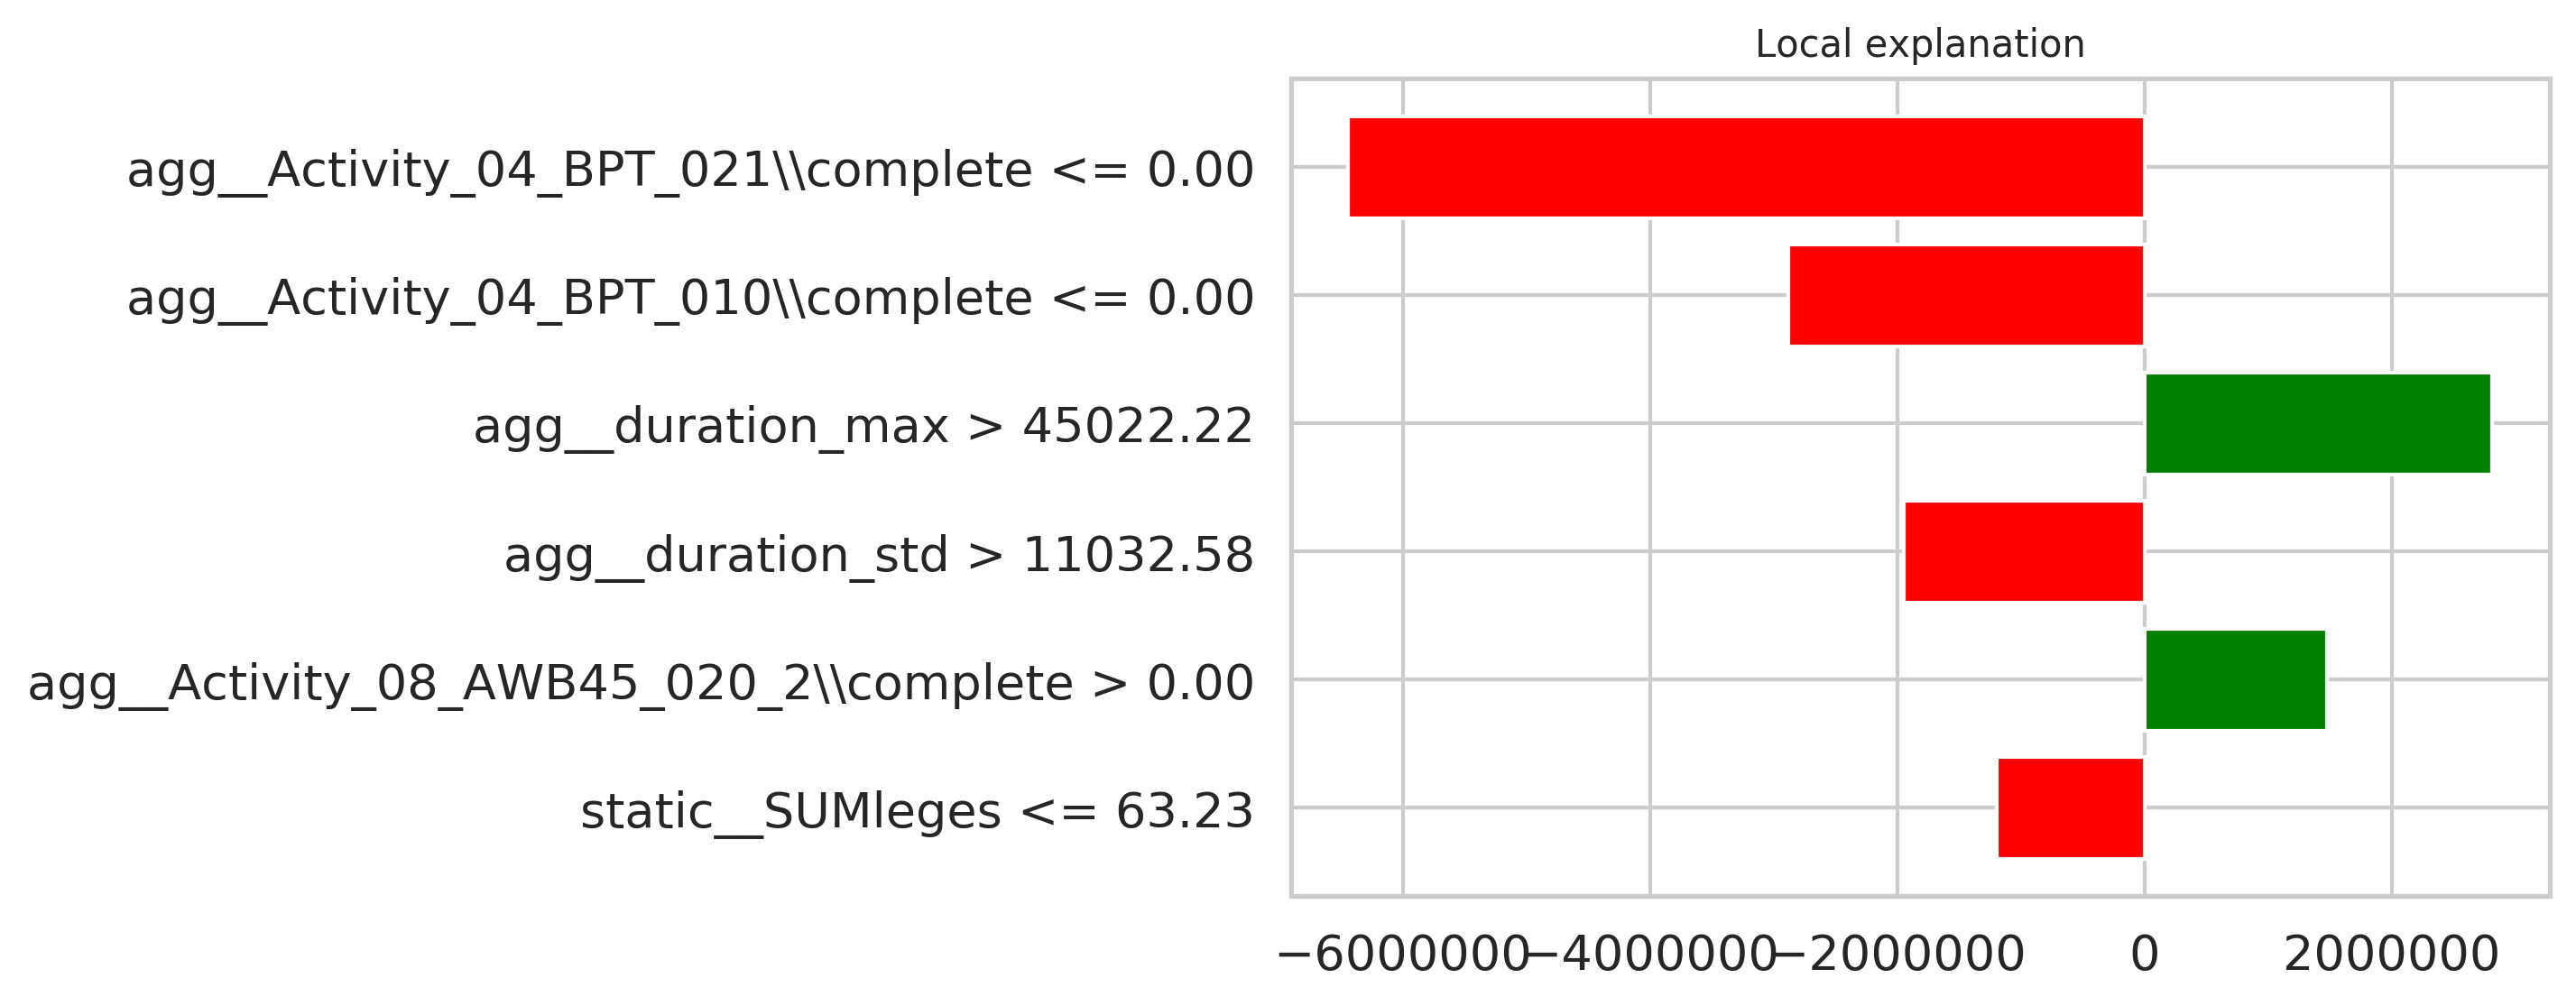 Local explanation
agg__Activity_04_BPT_021\\complete <= 0.00
agg__Activity_04_BPT_010\\complete <= 0.00
agg__duration_max > 45022.22
agg__duration_std > 11032.58
agg__Activity_08_AWB45_020_2\\complete > 0.00
static__SUMleges <= 63.23
−6000000 −4000000 −2000000 0 2000000